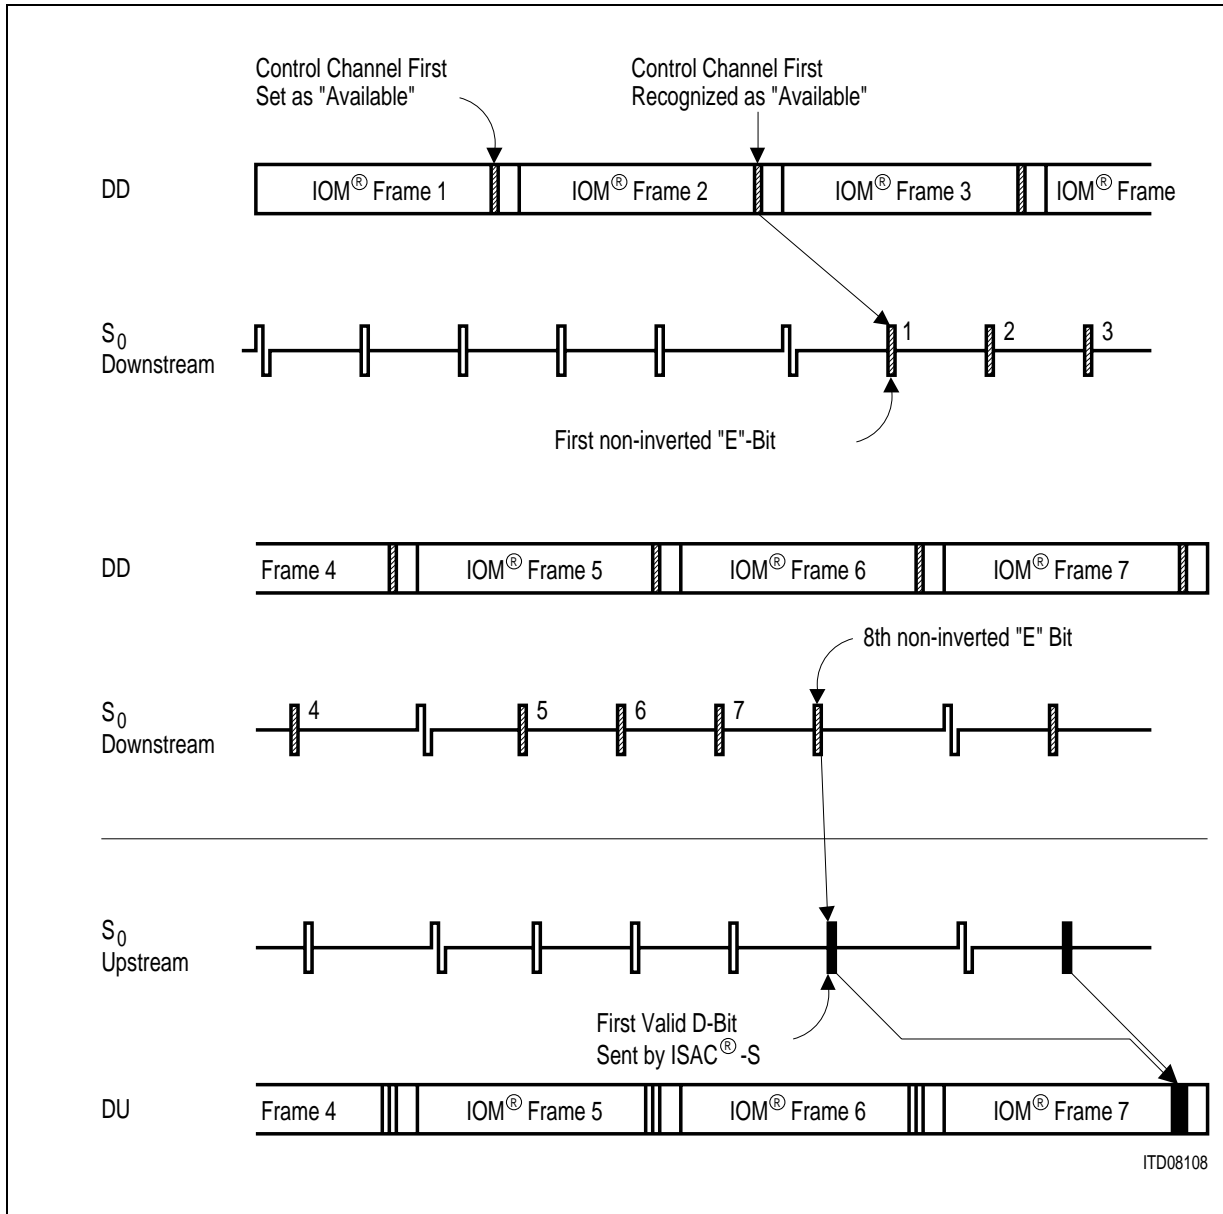 Control Channel First
Set as "Available"
Control Channel First
Recognized as "Available"
DD
IOM® Frame 1
IOM® Frame 2
IOM® Frame 3
IOM® Frame
S0
Downstream
1
2
3
First non-inverted "E"-Bit
DD
Frame 4
IOM® Frame 5
IOM® Frame 6
IOM® Frame 7
8th non-inverted "E" Bit
S0
Downstream
4
5
6
7
S0
Upstream
First Valid D-Bit
Sent by ISAC®-S
DU
Frame 4
IOM® Frame 5
IOM® Frame 6
IOM® Frame 7
ITD08108